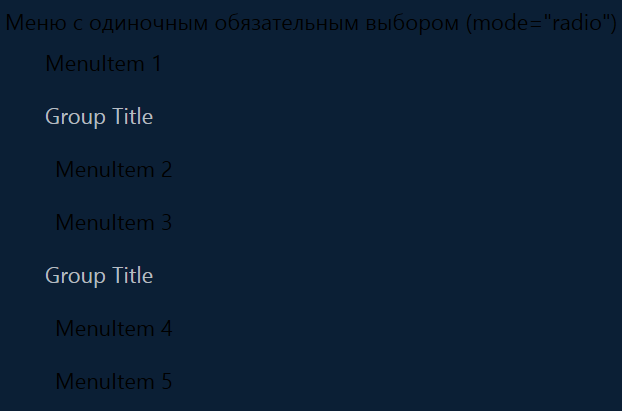 Меню с одиночным обязательным выбором (mode="radio")
MenuItem 1
Group Title
MenuItem 2
MenuItem 3
Group Title
MenuItem 4
MenuItem 5